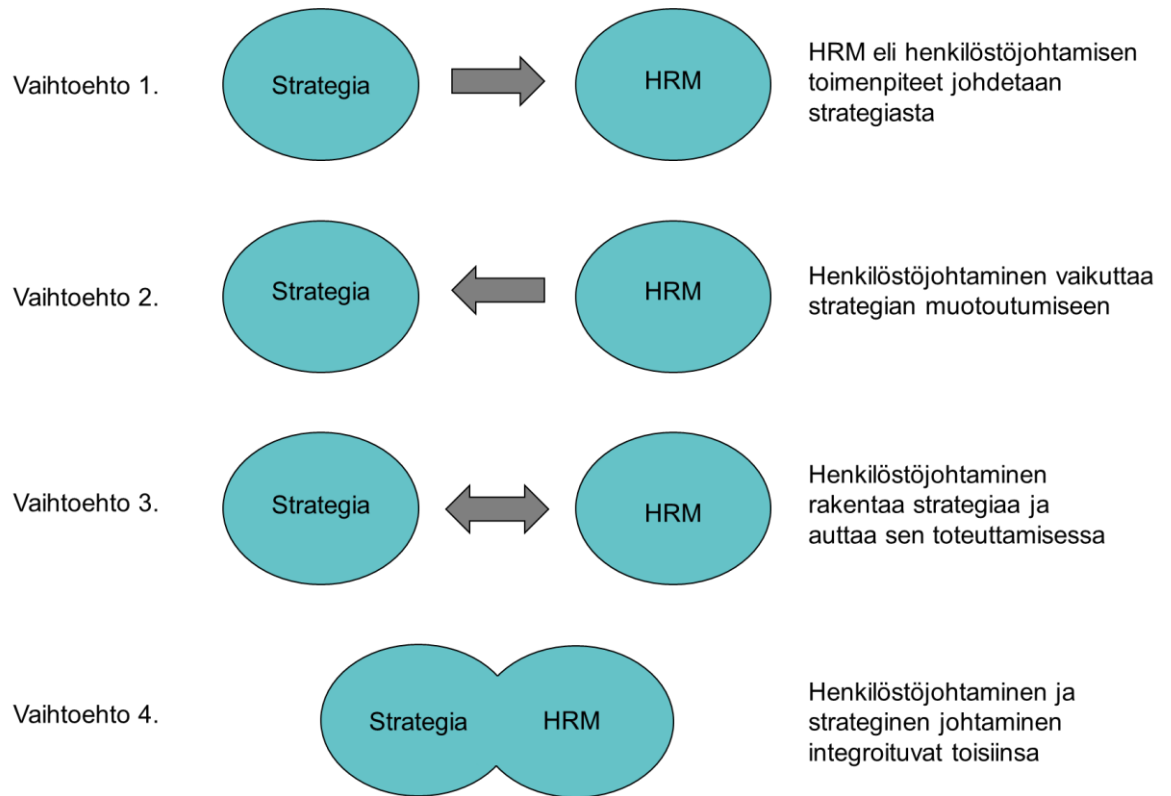 Vaihtoehto 1.
Strategia
HRM
HRM eli henkilöstöjohtamisen
toimenpiteet johdetaan
strategiasta
Vaihtoehto 2.
Strategia
HRM
Henkilöstöjohtaminen vaikuttaa
strategian muotoutumiseen
Vaihtoehto 3.
Strategia
HRM
Henkilöstöjohtaminen
rakentaa strategiaa ja
auttaa sen toteuttamisessa
Vaihtoehto 4.
Strategia
HRM
Henkilöstöjohtaminen ja
strateginen johtaminen
integroituvat toisiinsa